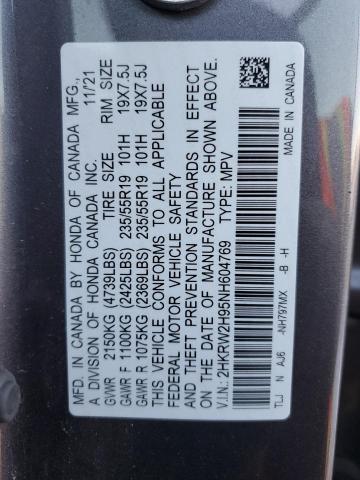 MFD. IN CANADA BY HONDA OF CANADA MFG.,
A DIVISION OF HONDA CANADA INC. 11/21
GVWR 2150KG (4739LBS) TIRE SIZE RIM SIZE
GAWR F 1100KG (2425LBS) 235/55R19 101H 19X7.5J
GAWR R 1075KG (2369LBS) 235/55R19 101H 19X7.5J
THIS VEHICLE CONFORMS TO ALL APPLICABLE
FEDERAL MOTOR VEHICLE SAFETY
AND THEFT PREVENTION STANDARDS IN EFFECT
ON THE DATE OF MANUFACTURE SHOWN ABOVE.
V.I.N.: 2HKRW2H95NH604769 TYPE: MPV
TLJ N AJ6 -NH797MX -B -H
MADE IN CANADA